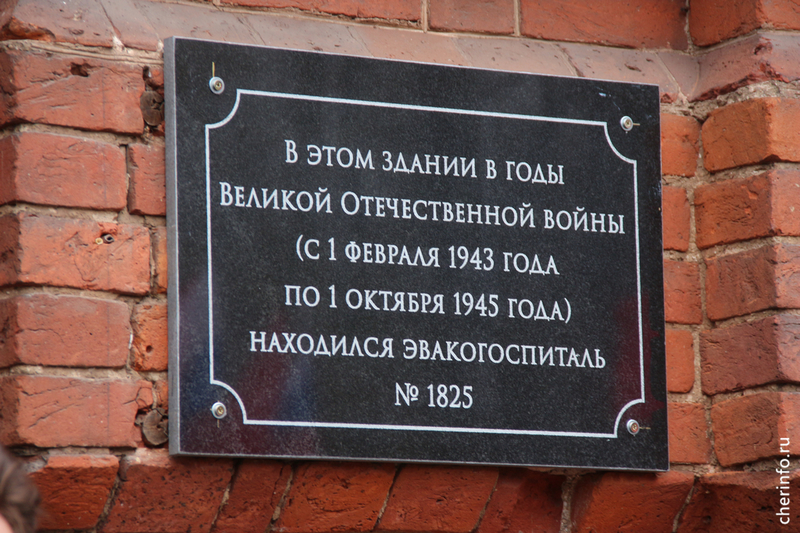 В ЭТОМ ЗДАНИИ В ГОДЫ
ВЕЛИКОЙ ОТЕЧЕСТВЕННОЙ ВОЙНЫ
(С 1 ФЕВРАЛЯ 1943 ГОДА
ПО 1 ОКТЯБРЯ 1945 ГОДА)
НАХОДИЛСЯ ЭВАКОГОСПИТАЛЬ
№ 1825
cherinfo.ru